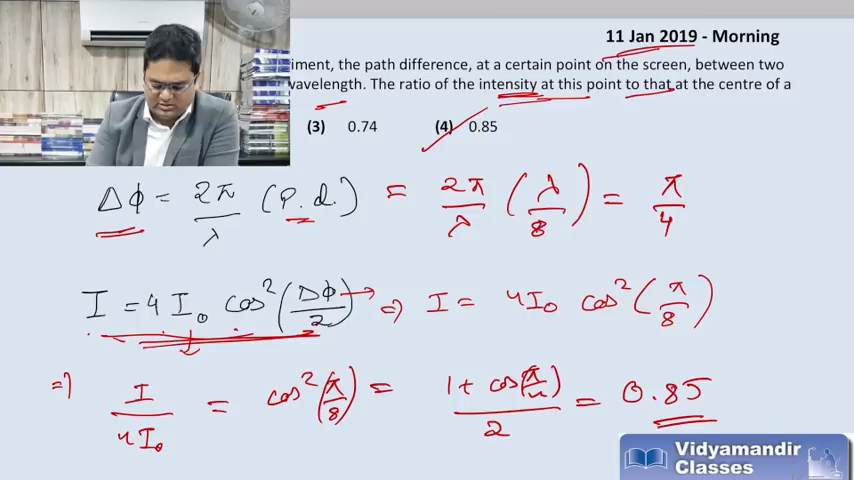 11 Jan 2019 - Morning
iment, the path difference, at a certain point on the screen, between two
wavelength. The ratio of the intensity at this point to that at the centre of a
(3) 0.74 (4) 0.85
Δφ = 2π/λ (P.d.) = 2π/λ (λ/8) = π/4
I = 4 I₀ cos² (Δφ/2) ⇒ I = 4I₀ cos² (π/8)
⇒ I/4I₀ = cos² (π/8) = 1 + cos(π/4)/2 = 0.85
Vidyamandir
Classes